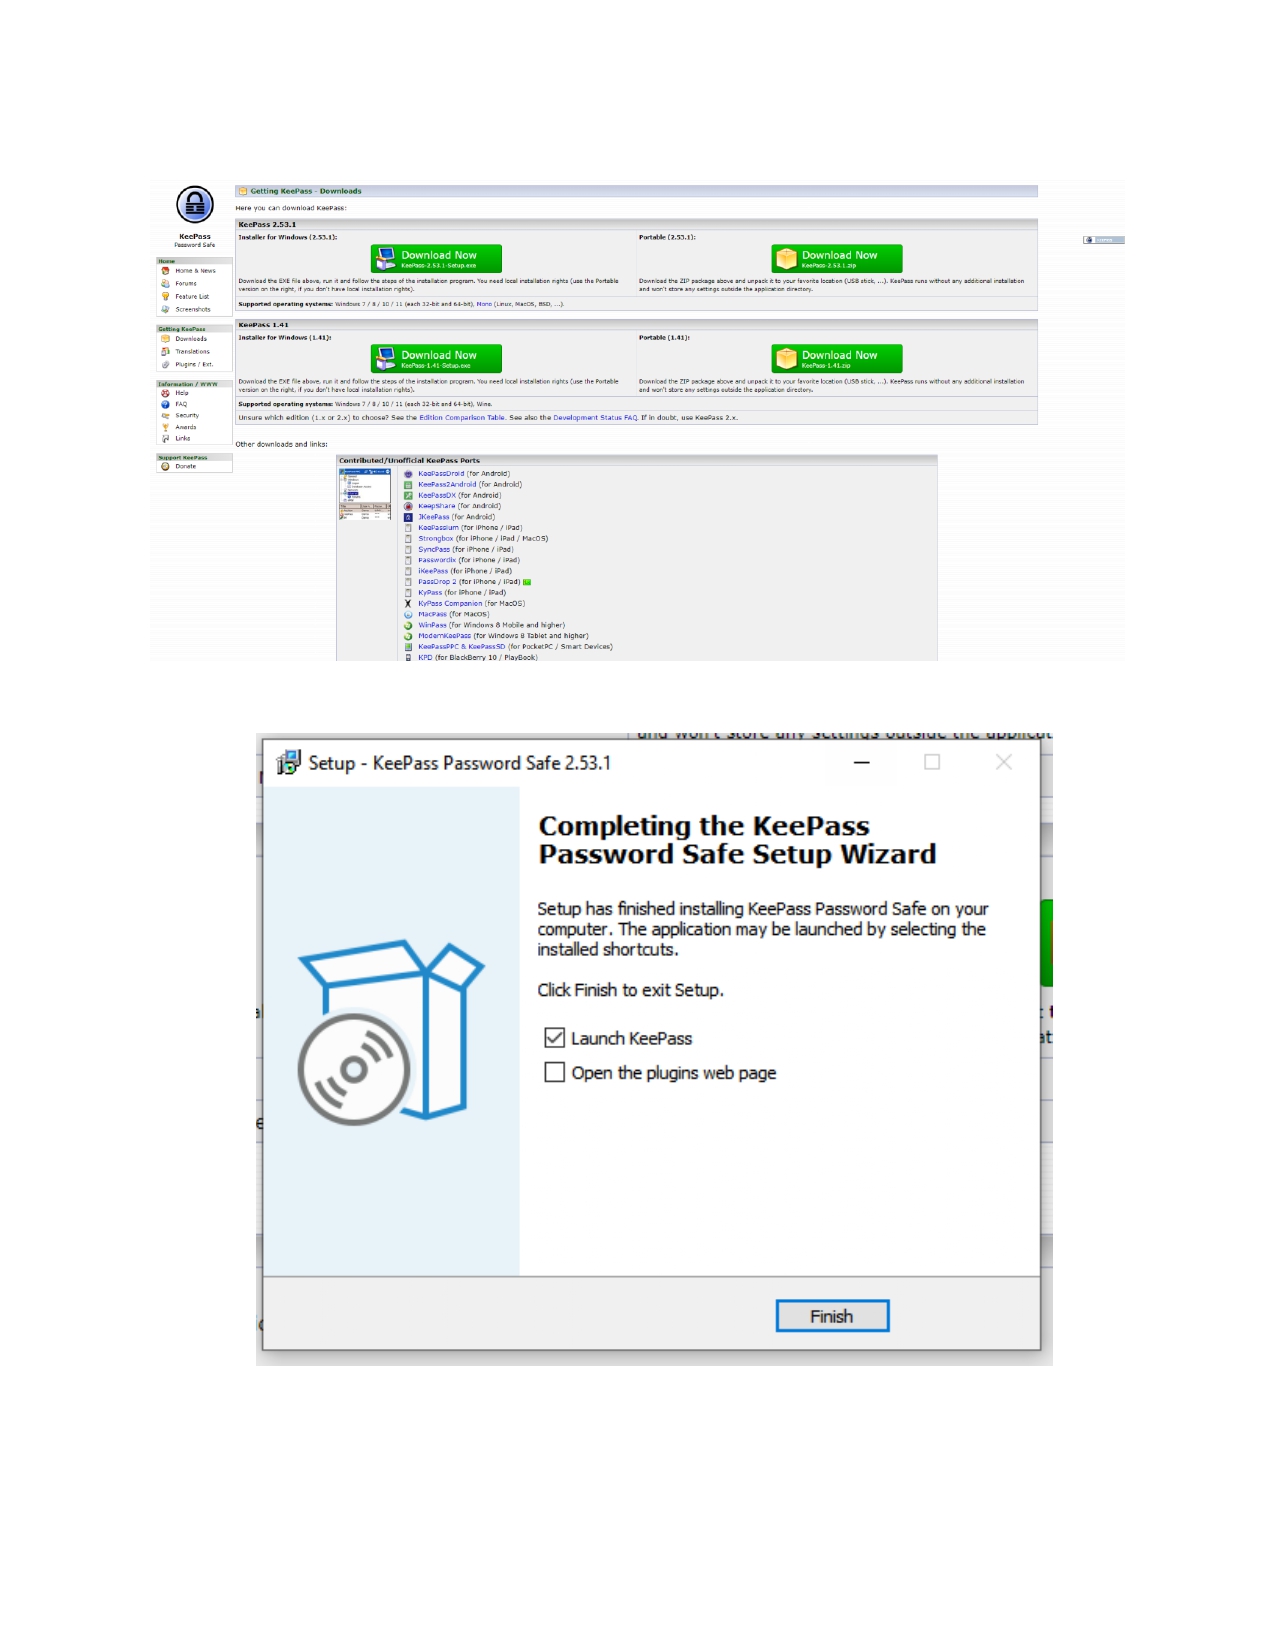 Getting KeePass - Downloads
Here you can download KeePass:
KeePass
Password Safe
Home
Home & News
Forums
Feature List
Screenshots
Getting KeePass
Downloads
Translations
Plugins / Ext.
Information / WWW
Help
FAQ
Security
Awards
Links
Support KeePass
Donate
KeePass 2.53.1
Installer for Windows (2.53.1):
Download Now
KeePass-2.53.1-Setup.exe
Download the EXE file above, run it and follow the steps of the installation program. You need local installation rights (use the Portable
version on the right, if you don't have local installation rights).
Portable (2.53.1):
Download Now
KeePass-2.53.1.zip
Download the ZIP package above and unpack it to your favorite location (USB stick, ...). KeePass runs without any additional installation
and won't store any settings outside the application directory.
Supported operating systems: Windows 7 / 8 / 10 / 11 (each 32-bit and 64-bit), Mono (Linux, MacOS, BSD, ...).
KeePass 1.41
Installer for Windows (1.41):
Download Now
KeePass-1.41-Setup.exe
Download the EXE file above, run it and follow the steps of the installation program. You need local installation rights (use the Portable
version on the right, if you don't have local installation rights).
Portable (1.41):
Download Now
KeePass-1.41.zip
Download the ZIP package above and unpack it to your favorite location (USB stick, ...). KeePass runs without any additional installation
and won't store any settings outside the application directory.
Supported operating systems: Windows 7 / 8 / 10 / 11 (each 32-bit and 64-bit), Wine.
Unsure which edition (1.x or 2.x) to choose? See the Edition Comparison Table. See also the Development Status FAQ. If in doubt, use KeePass 2.x.
Other downloads and links:
Contributed/Unofficial KeePass Ports
KeePassDroid (for Android)
KeePass2Android (for Android)
KeePassDX (for Android)
KeepShare (for Android)
JKeePass (for Android)
KeePassium (for iPhone / iPad)
Strongbox (for iPhone / iPad / MacOS)
SyncPass (for iPhone / iPad)
Passwordix (for iPhone / iPad)
iKeePass (for iPhone / iPad)
PassDrop 2 (for iPhone / iPad)
KyPass (for iPhone / iPad)
KyPass Companion (for MacOS)
MacPass (for MacOS)
WinPass (for Windows 8 Mobile and higher)
ModernKeePass (for Windows 8 Tablet and higher)
KeePassPPC & KeePassSD (for PocketPC / Smart Devices)
KPD (for BlackBerry 10 / PlayBook)
and won't store any settings outside the applicat
Setup - KeePass Password Safe 2.53.1
Completing the KeePass
Password Safe Setup Wizard
Setup has finished installing KeePass Password Safe on your
computer. The application may be launched by selecting the
installed shortcuts.
Click Finish to exit Setup.
Launch KeePass
Open the plugins web page
Finish